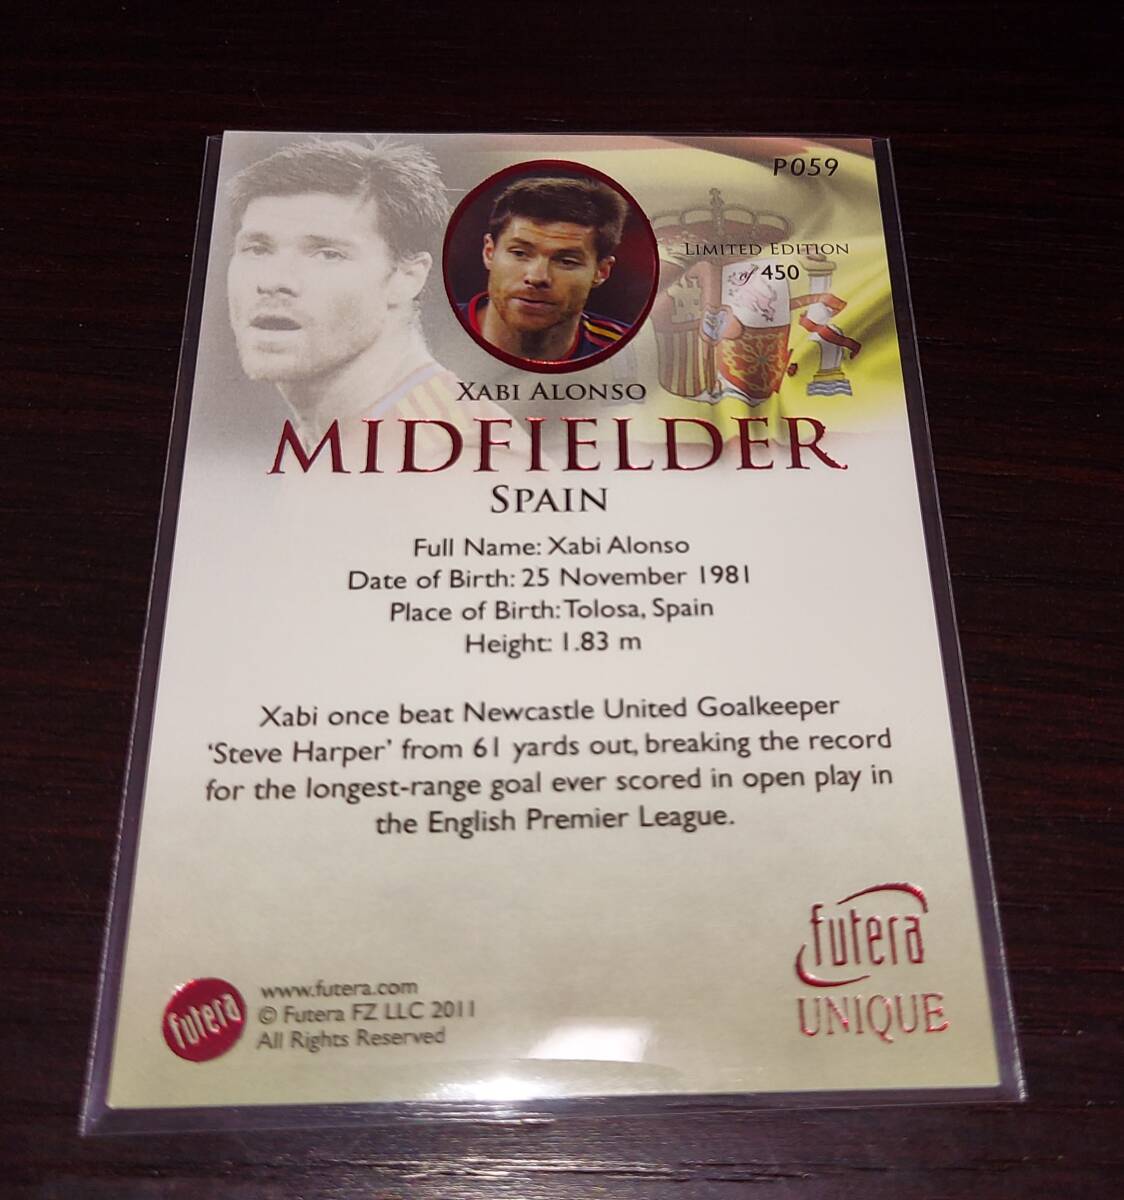 P059
LIMITED EDITION
of 450
XABI ALONSO
MIDFIELDER
SPAIN
Full Name: Xabi Alonso
Date of Birth: 25 November 1981
Place of Birth: Tolosa, Spain
Height: 1.83 m
Xabi once beat Newcastle United Goalkeeper
‘Steve Harper’ from 61 yards out, breaking the record
for the longest-range goal ever scored in open play in
the English Premier League.
futera
www.futera.com
© Futera FZ LLC 2011
All Rights Reserved
futera
UNIQUE